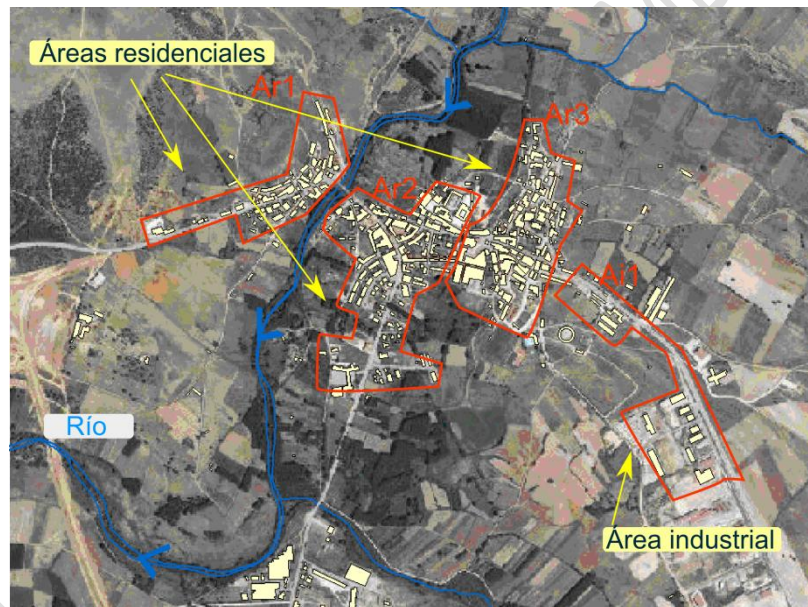 Áreas residenciales
Ar1
Ar3
Ar2
Ai1
Río
Área industrial